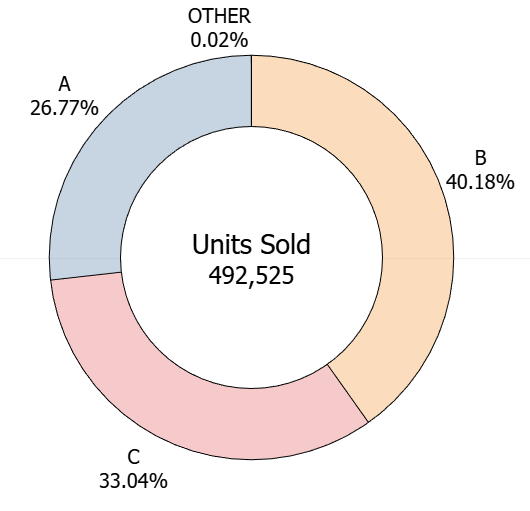 OTHER
0.02%
A
26.77%
B
40.18%
Units Sold
492,525
C
33.04%